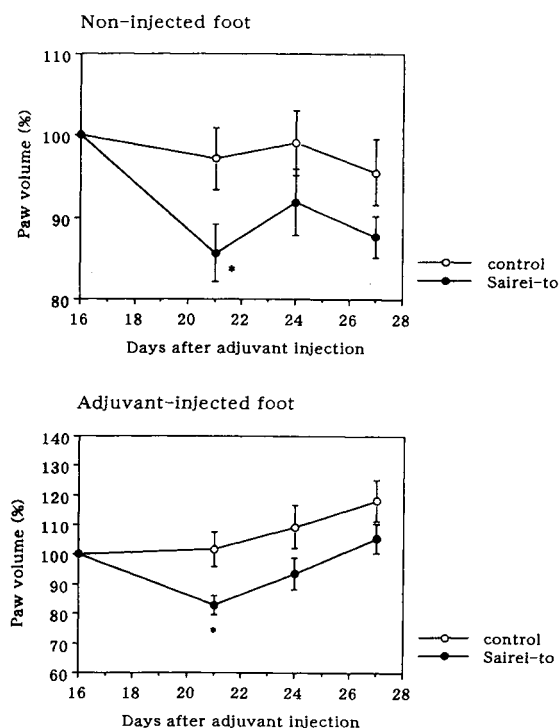 Non-injected foot
110
100
90
80
Paw volume (%)
*
16 18 20 22 24 26 28
Days after adjuvant injection
control
Sairei-to
Adjuvant-injected foot
140
130
120
110
100
90
80
70
60
Paw volume (%)
*
16 18 20 22 24 26 28
Days after adjuvant injection
control
Sairei-to